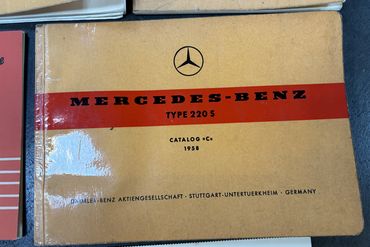 MERCEDES-BENZ
TYPE 220 S
CATALOG »C«
1958
DAIMLER-BENZ AKTIENGESELLSCHAFT · STUTTGART-UNTERTUERKHEIM · GERMANY